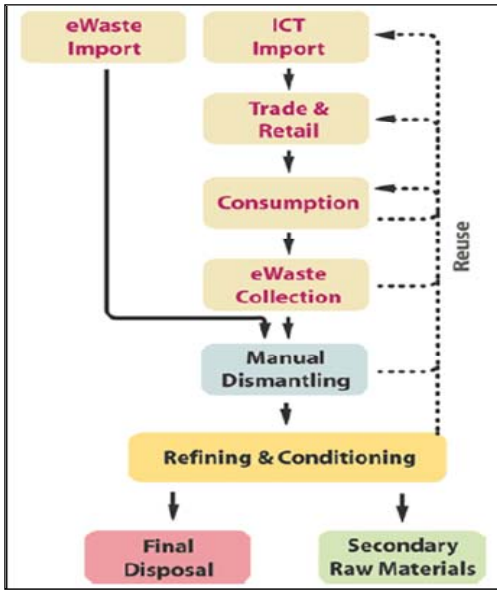 eWaste
Import
ICT
Import
Trade &
Retail
Consumption
eWaste
Collection
Reuse
Manual
Dismantling
Refining & Conditioning
Final
Disposal
Secondary
Raw Materials